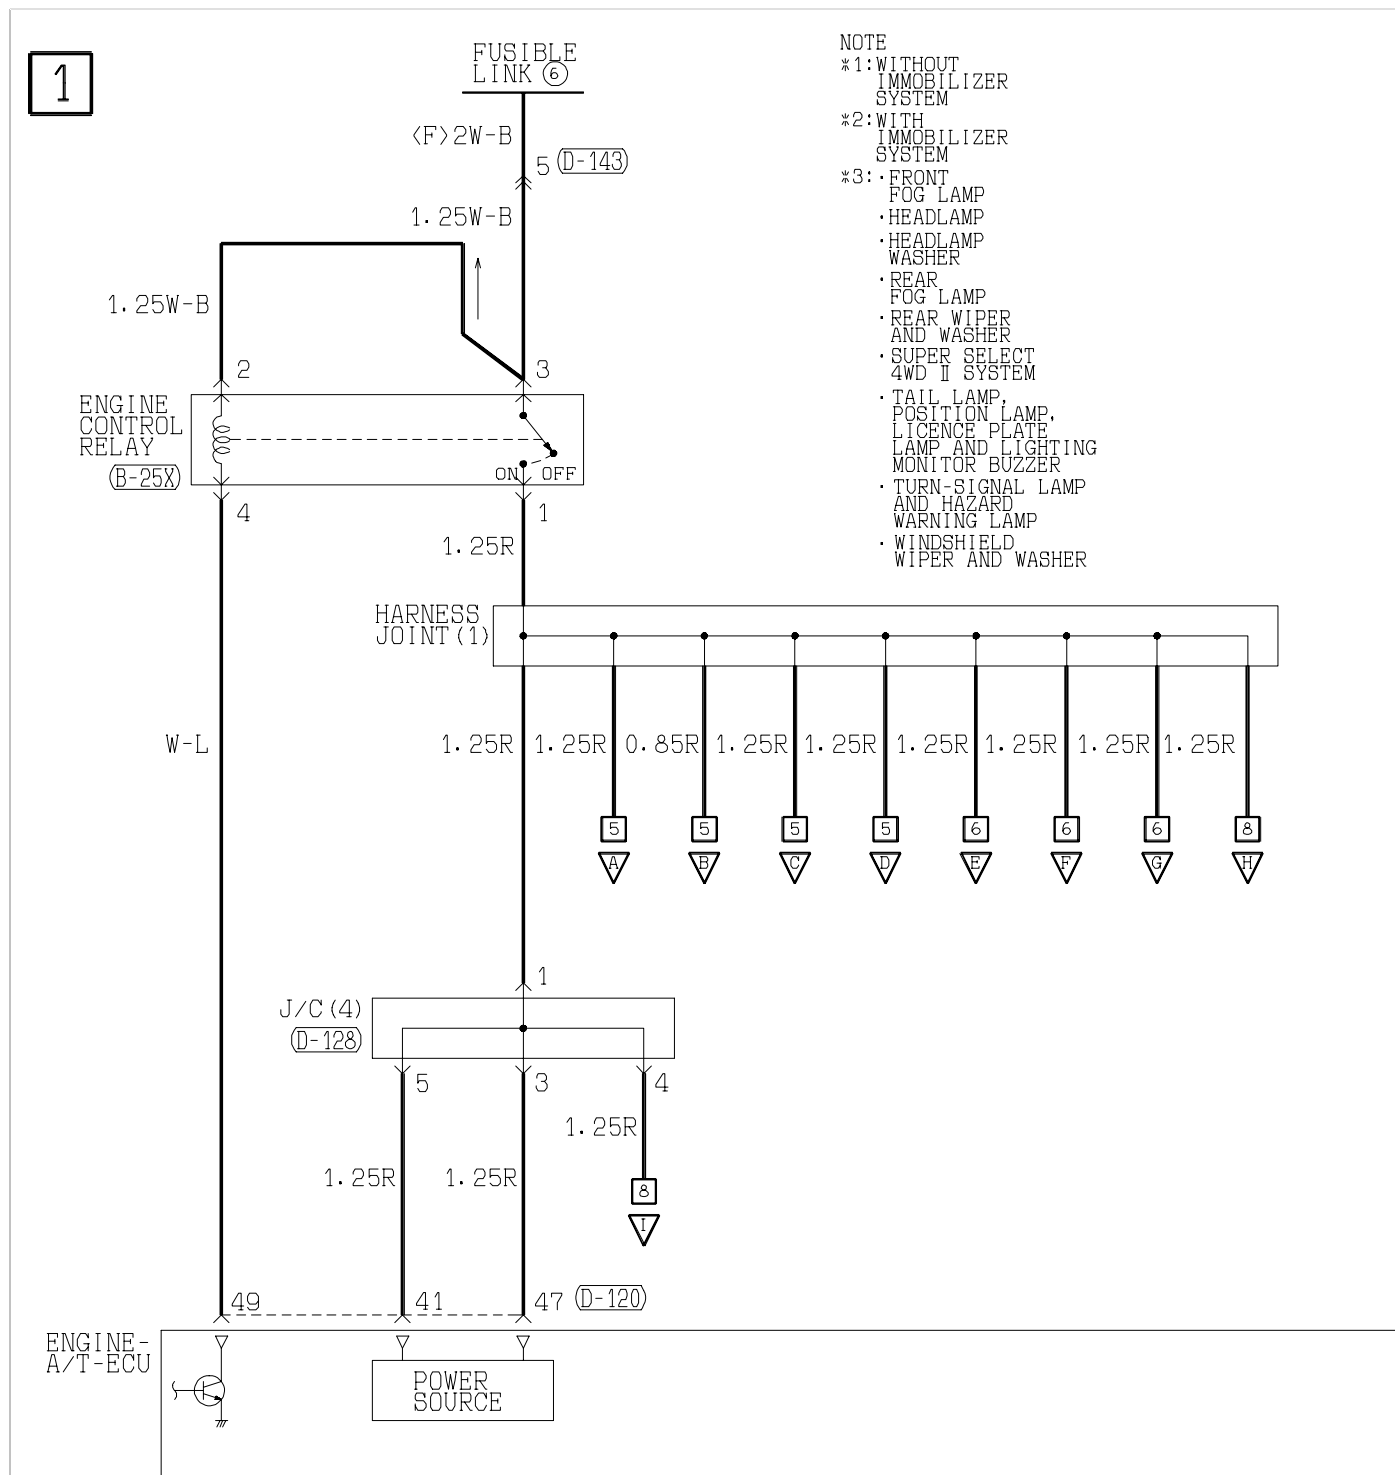 1
FUSIBLE
LINK 6
<F>2W-B
5 (D-143)
1.25W-B
1.25W-B
2
3
ENGINE
CONTROL
RELAY
(B-25X)
ON OFF
4
1
1.25R
NOTE
*1:WITHOUT
IMMOBILIZER
SYSTEM
*2:WITH
IMMOBILIZER
SYSTEM
*3:·FRONT
FOG LAMP
·HEADLAMP
·HEADLAMP
WASHER
·REAR
FOG LAMP
·REAR WIPER
AND WASHER
·SUPER SELECT
4WD Ⅱ SYSTEM
·TAIL LAMP,
POSITION LAMP,
LICENCE PLATE
LAMP AND LIGHTING
MONITOR BUZZER
·TURN-SIGNAL LAMP
AND HAZARD
WARNING LAMP
·WINDSHIELD
WIPER AND WASHER
HARNESS
JOINT(1)
W-L 1.25R 1.25R 0.85R 1.25R 1.25R 1.25R 1.25R 1.25R 1.25R
5 5 5 5 6 6 6 8
A B C D E F G H
1
J/C(4)
(D-128)
5 3 4
1.25R
1.25R 1.25R
8
I
49 41 47 (D-120)
ENGINE-
A/T-ECU
POWER
SOURCE